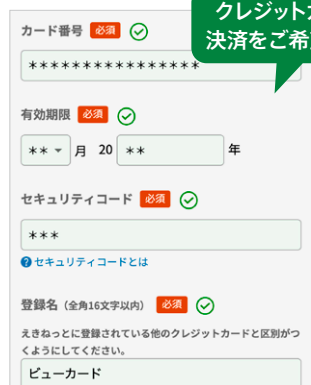 クレジット
決済をご希
カード番号 必須
****************
有効期限 必須
** 月 20 ** 年
セキュリティコード 必須
***
? セキュリティコードとは
登録名（全角16文字以内） 必須
えきねっとに登録されている他のクレジットカードと区別がつ
くようにしてください。
ビューカード